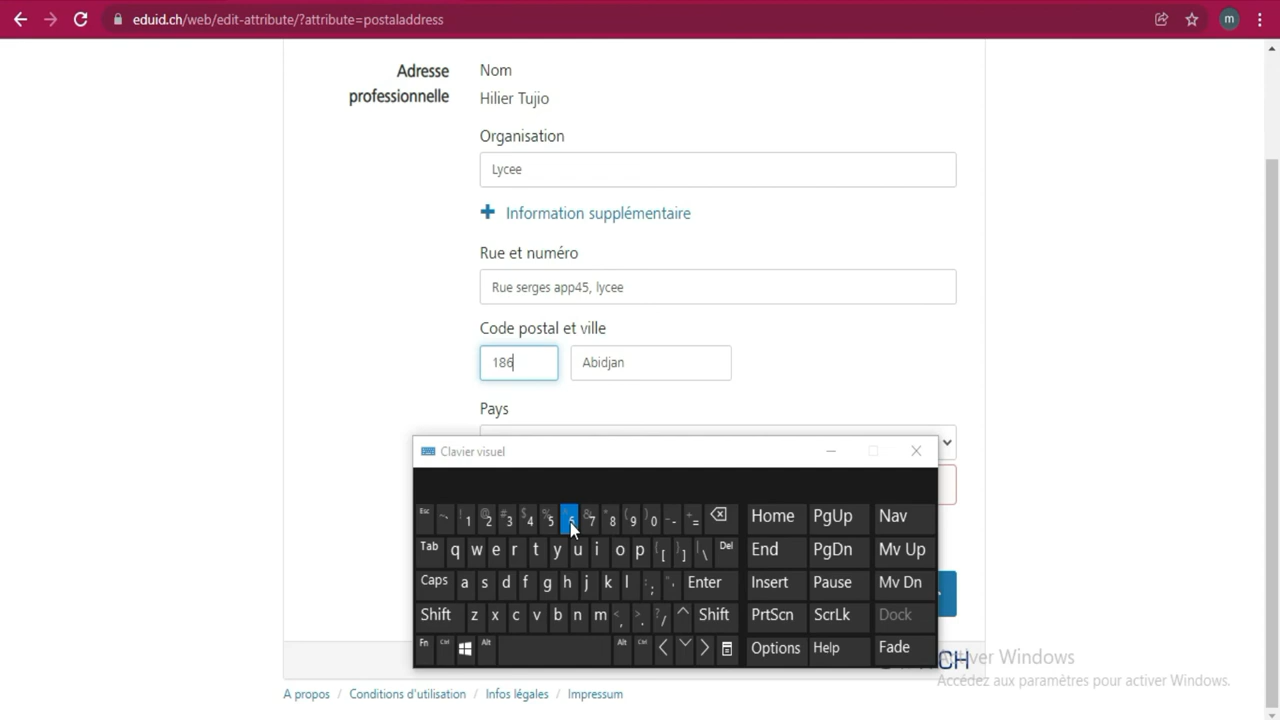 eduid.ch/web/edit-attribute/?attribute=postaladdress
m
Adresse
professionnelle
Nom
Hilier Tujio
Organisation
Lycee
+ Information supplémentaire
Rue et numéro
Rue serges app45, lycee
Code postal et ville
186
Abidjan
Pays
Clavier visuel
Esc ~ ` ! 1 @ 2 # 3 $ 4 % 5 ^ 6 & 7 * 8 ( 9 ) 0 _ - + = Home PgUp Nav
Tab q w e r t y u i o p { [ } ] | \ Del End PgDn Mv Up
Caps a s d f g h j k l : ; " ' Enter Insert Pause Mv Dn
Shift z x c v b n m < , > . ? / ^ Shift PrtScn ScrLk Dock
Fn Ctrl Alt Alt Ctrl < > Options Help Fade
CH
Activer Windows
Accédez aux paramètres pour activer Windows.
A propos / Conditions d'utilisation / Infos légales / Impressum